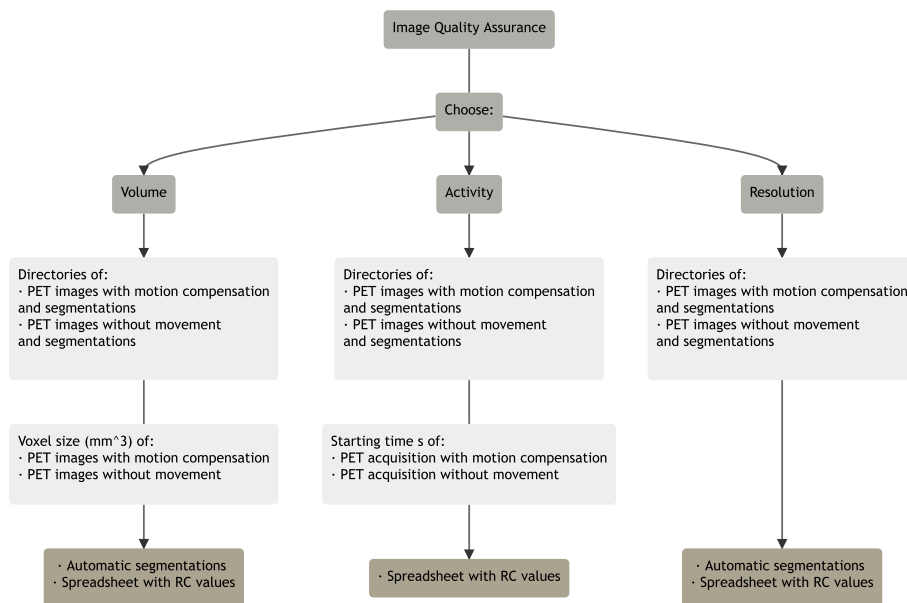 Image Quality Assurance
Choose:
Volume
Activity
Resolution
Directories of:
· PET images with motion compensation
and segmentations
· PET images without movement
and segmentations
Directories of:
· PET images with motion compensation
and segmentations
· PET images without movement
and segmentations
Directories of:
· PET images with motion compensation
and segmentations
· PET images without movement
and segmentations
Voxel size (mm^3) of:
· PET images with motion compensation
· PET images without movement
Starting time s of:
· PET acquisition with motion compensation
· PET acquisition without movement
· Automatic segmentations
· Spreadsheet with RC values
· Spreadsheet with RC values
· Automatic segmentations
· Spreadsheet with RC values